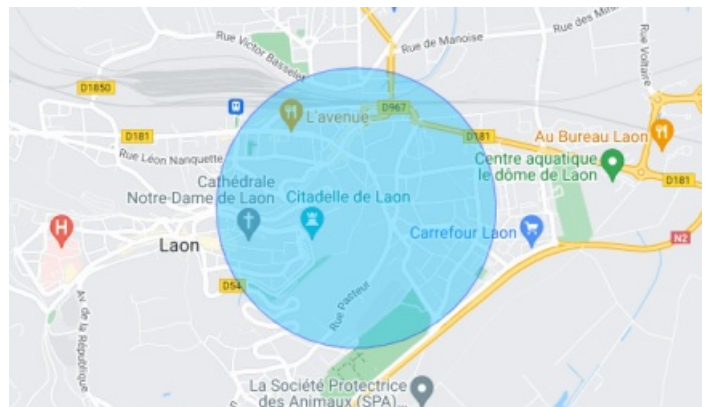 Rue Victor Basselet
Rue de Manoise
Rue des Min
Rue Voltaire
D1850
D967
L'avenue
D181
D181
Au Bureau Laon
Rue Léon Nanquette
Centre aquatique
le dôme de Laon
D181
Cathédrale
Notre-Dame de Laon
Citadelle de Laon
H
Laon
Carrefour Laon
N2
D54
Rue Pasteur
Av. de la
République
La Société Protectrice
des Animaux (SPA)...